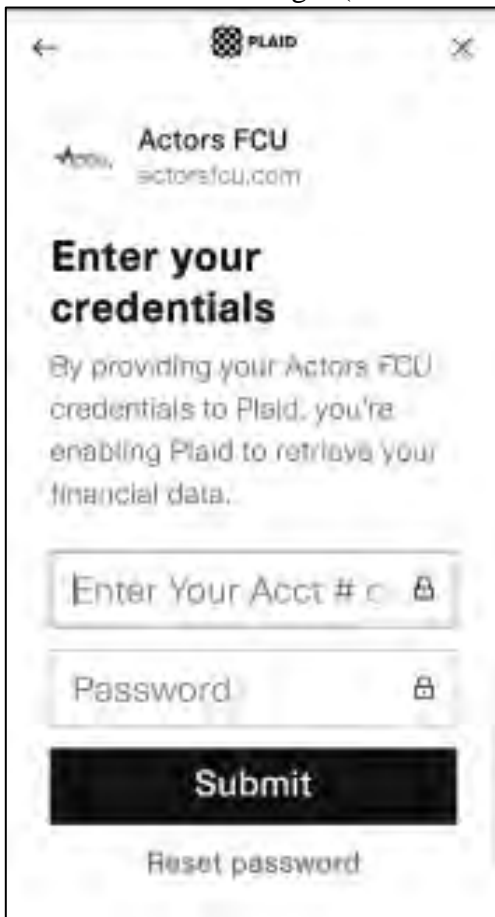 PLAID
Actors FCU
actorsfcu.com
Enter your
credentials
By providing your Actors FCU
credentials to Plaid, you're
enabling Plaid to retrieve your
financial data.
Enter Your Acct #
Password
Submit
Reset password